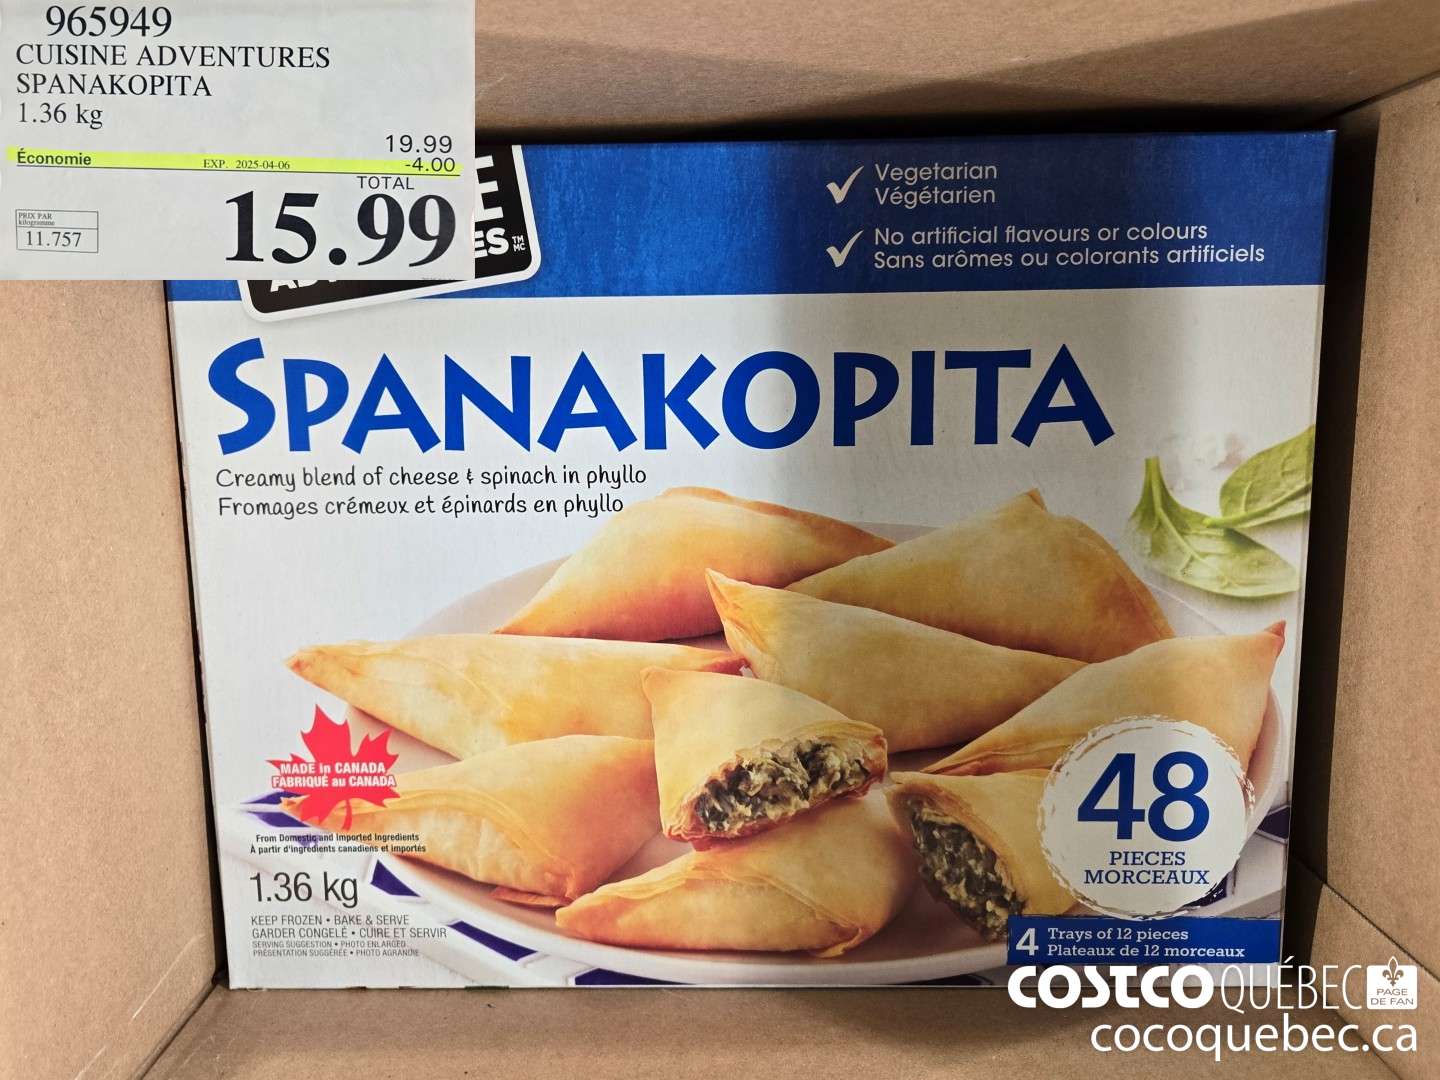 965949
CUISINE ADVENTURES
SPANAKOPITA
1.36 kg
19.99
Économie EXP. 2025-04-06 -4.00
TOTAL
PRIX PAR
kilogramme
11.757
15.99
Vegetarian
Végétarien
No artificial flavours or colours
Sans arômes ou colorants artificiels
SPANAKOPITA
Creamy blend of cheese & spinach in phyllo
Fromages crémeux et épinards en phyllo
MADE in CANADA
FABRIQUÉ au CANADA
From Domestic and Imported Ingredients
À partir d'ingrédients canadiens et importés
1.36 kg
KEEP FROZEN • BAKE & SERVE
GARDER CONGELÉ • CUIRE ET SERVIR
SERVING SUGGESTION • PHOTO ENLARGED
PRÉSENTATION SUGGÉRÉE • PHOTO AGRANDIE
48
PIECES
MORCEAUX
4 Trays of 12 pieces
Plateaux de 12 morceaux
COSTCO QUÉBEC PAGE DE FAN
cocoquebec.ca